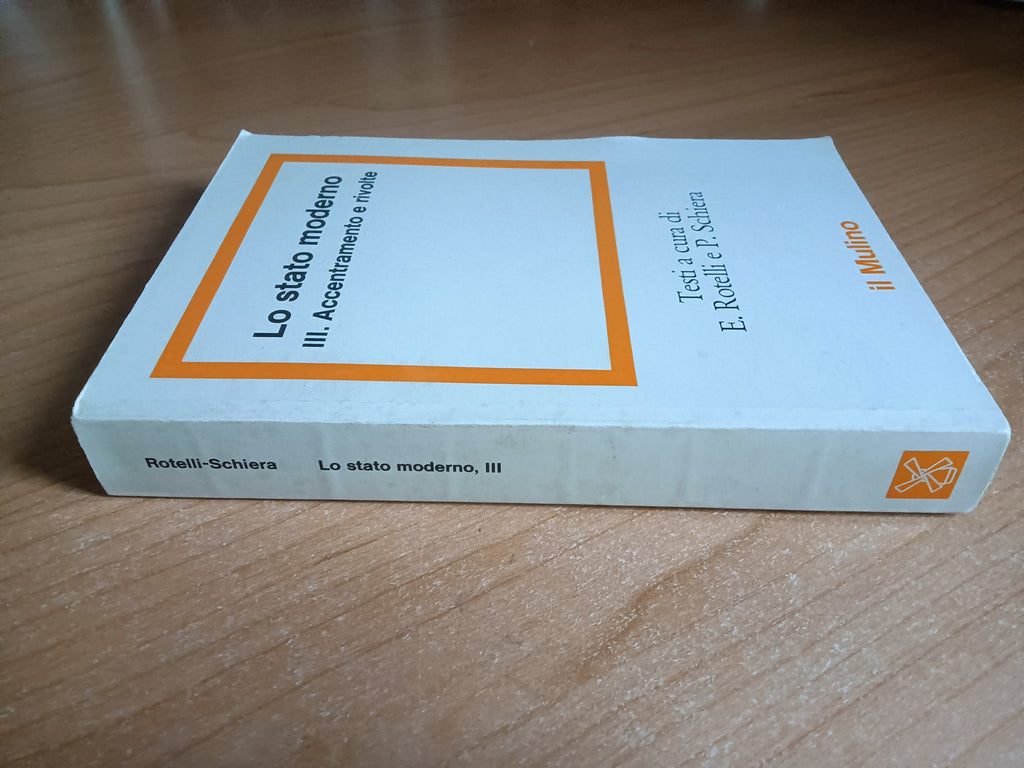 Lo stato moderno
III. Accentramento e rivolte
Testi a cura di
E. Rotelli e P. Schiera
il Mulino
Rotelli-Schiera Lo stato moderno, III